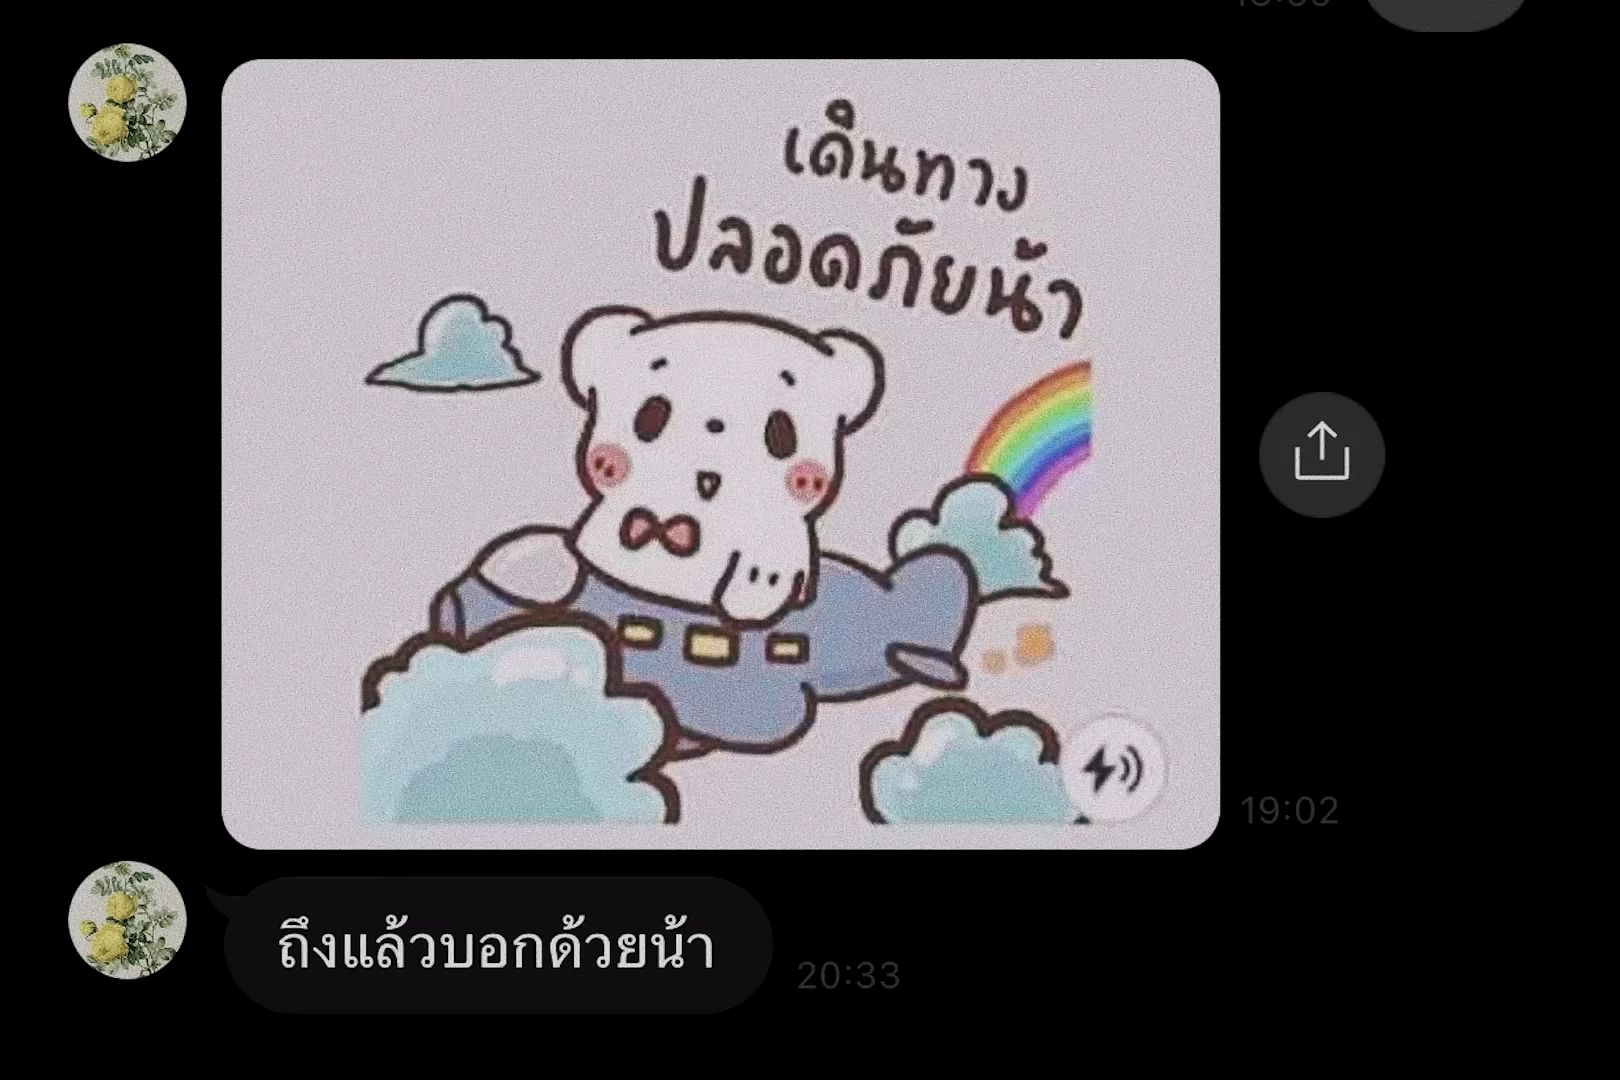 เดินทาง
ปลอดภัยน้า
19:02
ถึงแล้วบอกด้วยน้า
20:33